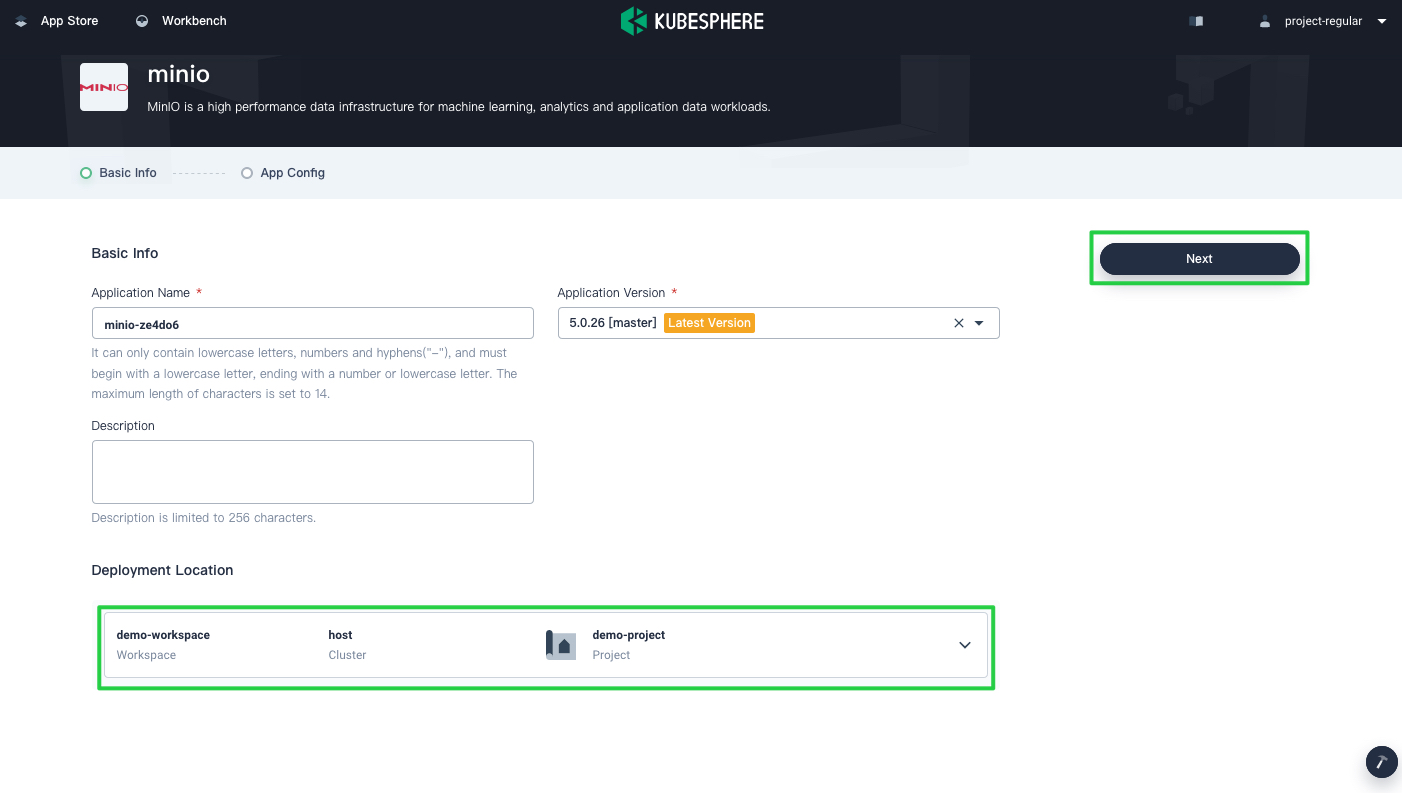 App Store Workbench KUBESPHERE project-regular
MINIO
minio
MinIO is a high performance data infrastructure for machine learning, analytics and application data workloads.
Basic Info App Config
Basic Info
Next
Application Name * Application Version *
minio-ze4do6 5.0.26 [master] Latest Version
It can only contain lowercase letters, numbers and hyphens("-"), and must
begin with a lowercase letter, ending with a number or lowercase letter. The
maximum length of characters is set to 14.
Description
Description is limited to 256 characters.
Deployment Location
demo-workspace host demo-project
Workspace Cluster Project